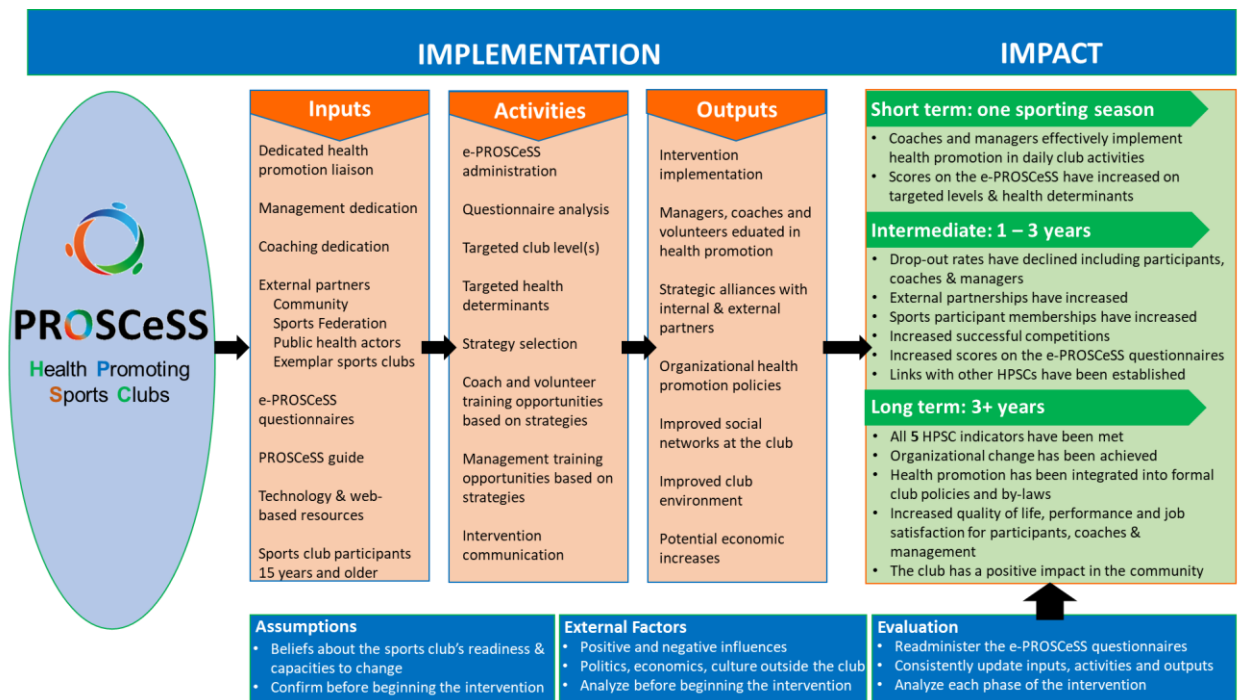 IMPLEMENTATION
IMPACT
PROSCeSS
Health Promoting
Sports Clubs
Inputs
Dedicated health
promotion liaison
Management dedication
Coaching dedication
External partners
Community
Sports Federation
Public health actors
Exemplar sports clubs
e-PROSCeSS
questionnaires
PROSCeSS guide
Technology & web-
based resources
Sports club participants
15 years and older
Activities
e-PROSCeSS
administration
Questionnaire analysis
Targeted club level(s)
Targeted health
determinants
Strategy selection
Coach and volunteer
training opportunities
based on strategies
Management training
opportunities based on
strategies
Intervention
communication
Outputs
Intervention
implementation
Managers, coaches and
volunteers eduated in
health promotion
Strategic alliances with
internal & external
partners
Organizational health
promotion policies
Improved social
networks at the club
Improved club
environment
Potential economic
increases
Short term: one sporting season
• Coaches and managers effectively implement
health promotion in daily club activities
• Scores on the e-PROSCeSS have increased on
targeted levels & health determinants
Intermediate: 1 – 3 years
• Drop-out rates have declined including participants,
coaches & managers
• External partnerships have increased
• Sports participant memberships have increased
• Increased successful competitions
• Increased scores on the e-PROSCeSS questionnaires
• Links with other HPSCs have been established
Long term: 3+ years
• All 5 HPSC indicators have been met
• Organizational change has been achieved
• Health promotion has been integrated into formal
club policies and by-laws
• Increased quality of life, performance and job
satisfaction for participants, coaches &
management
• The club has a positive impact in the community
Assumptions
• Beliefs about the sports club's readiness &
capacities to change
• Confirm before beginning the intervention
External Factors
• Positive and negative influences
• Politics, economics, culture outside the club
• Analyze before beginning the intervention
Evaluation
• Readminister the e-PROSCeSS questionnaires
• Consistently update inputs, activities and outputs
• Analyze each phase of the intervention